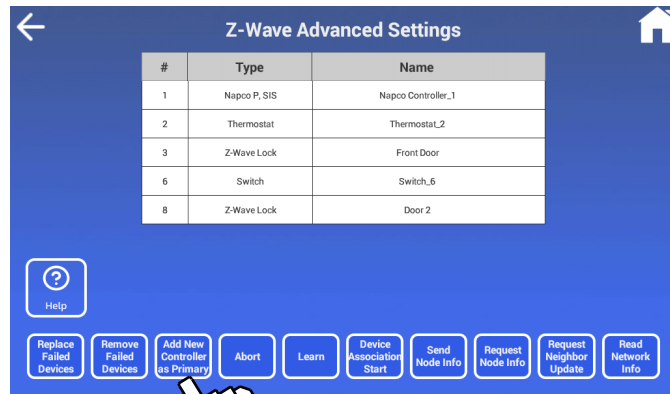 Z-Wave Advanced Settings
# Type Name
1 Napco P, SIS Napco Controller_1
2 Thermostat Thermostat_2
3 Z-Wave Lock Front Door
6 Switch Switch_6
8 Z-Wave Lock Door 2
?
Help
Replace
Failed
Devices
Remove
Failed
Devices
Add New
Controller
as Primary
Abort
Learn
Device
Association
Start
Send
Node Info
Request
Node Info
Request
Neighbor
Update
Read
Network
Info